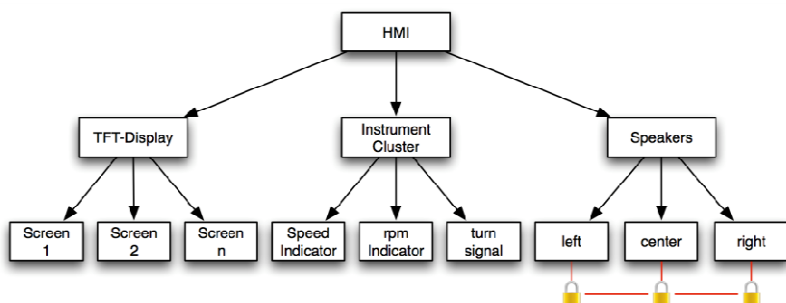 HMI
TFT-Display
Instrument
Cluster
Speakers
Screen
1
Screen
2
Screen
n
Speed
Indicator
rpm
Indicator
turn
signal
left
center
right